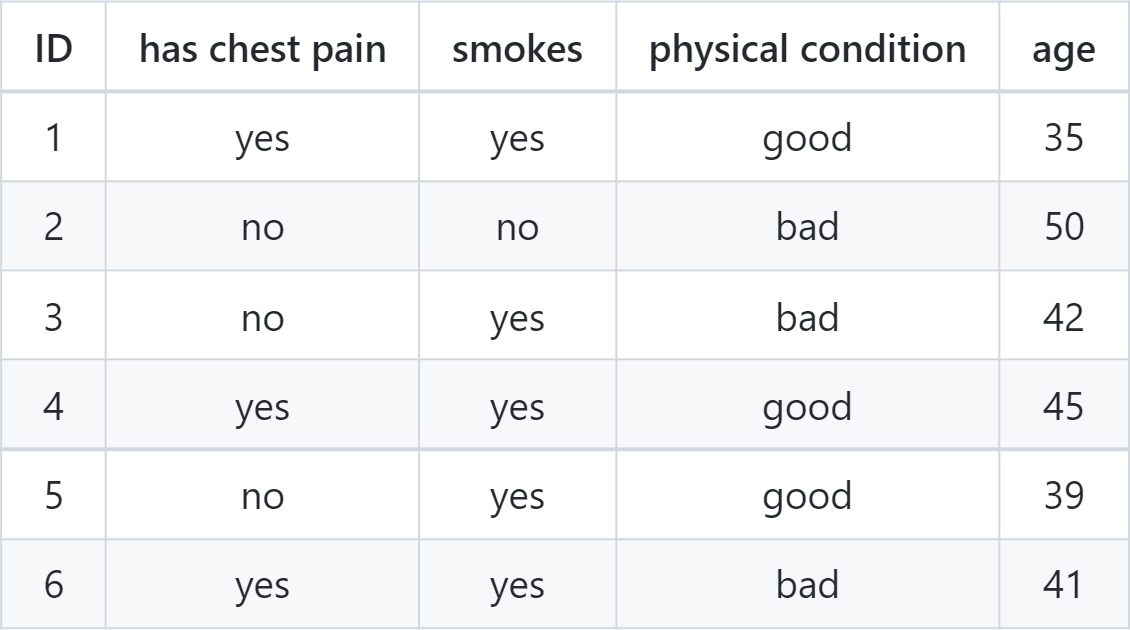 ID has chest pain smokes physical condition age
1 yes yes good 35
2 no no bad 50
3 no yes bad 42
4 yes yes good 45
5 no yes good 39
6 yes yes bad 41